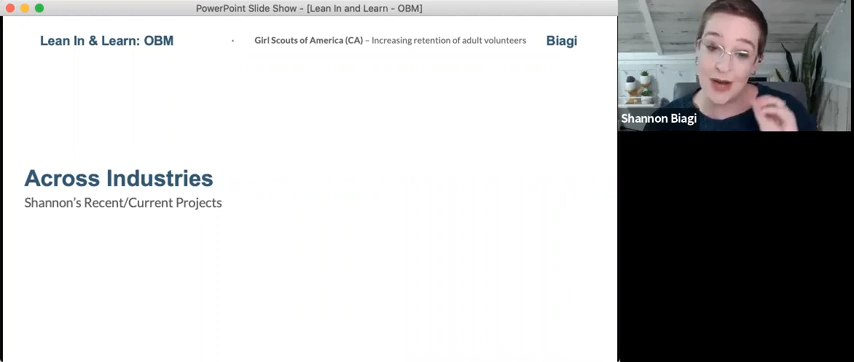 PowerPoint Slide Show - [Lean In and Learn - OBM]
Lean In & Learn: OBM
• Girl Scouts of America (CA) – Increasing retention of adult volunteers
Biagi
Shannon Biagi
Across Industries
Shannon's Recent/Current Projects